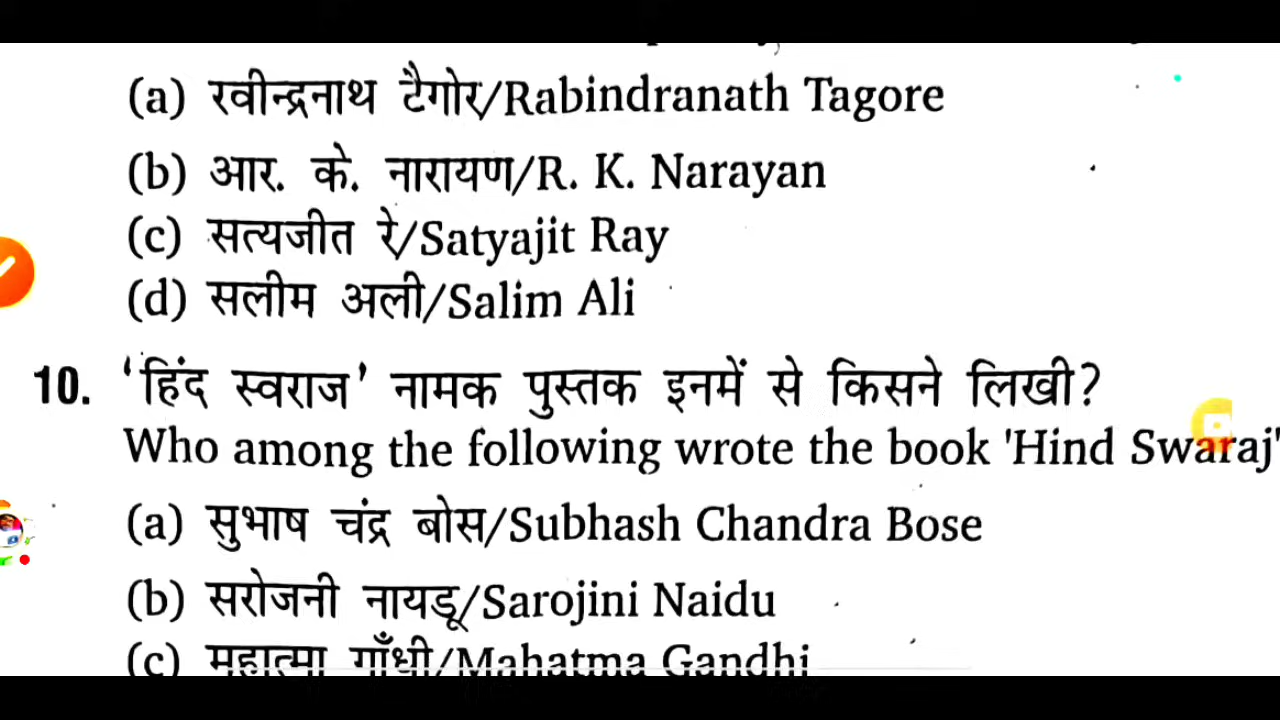 (a) रवीन्द्रनाथ टैगोर/Rabindranath Tagore
(b) आर. के. नारायण/R. K. Narayan
(c) सत्यजीत रे/Satyajit Ray
(d) सलीम अली/Salim Ali
10. 'हिंद स्वराज' नामक पुस्तक इनमें से किसने लिखी?
Who among the following wrote the book 'Hind Swaraj'
(a) सुभाष चंद्र बोस/Subhash Chandra Bose
(b) सरोजनी नायडू/Sarojini Naidu
(c) महात्मा गाँधी/Mahatma Gandhi